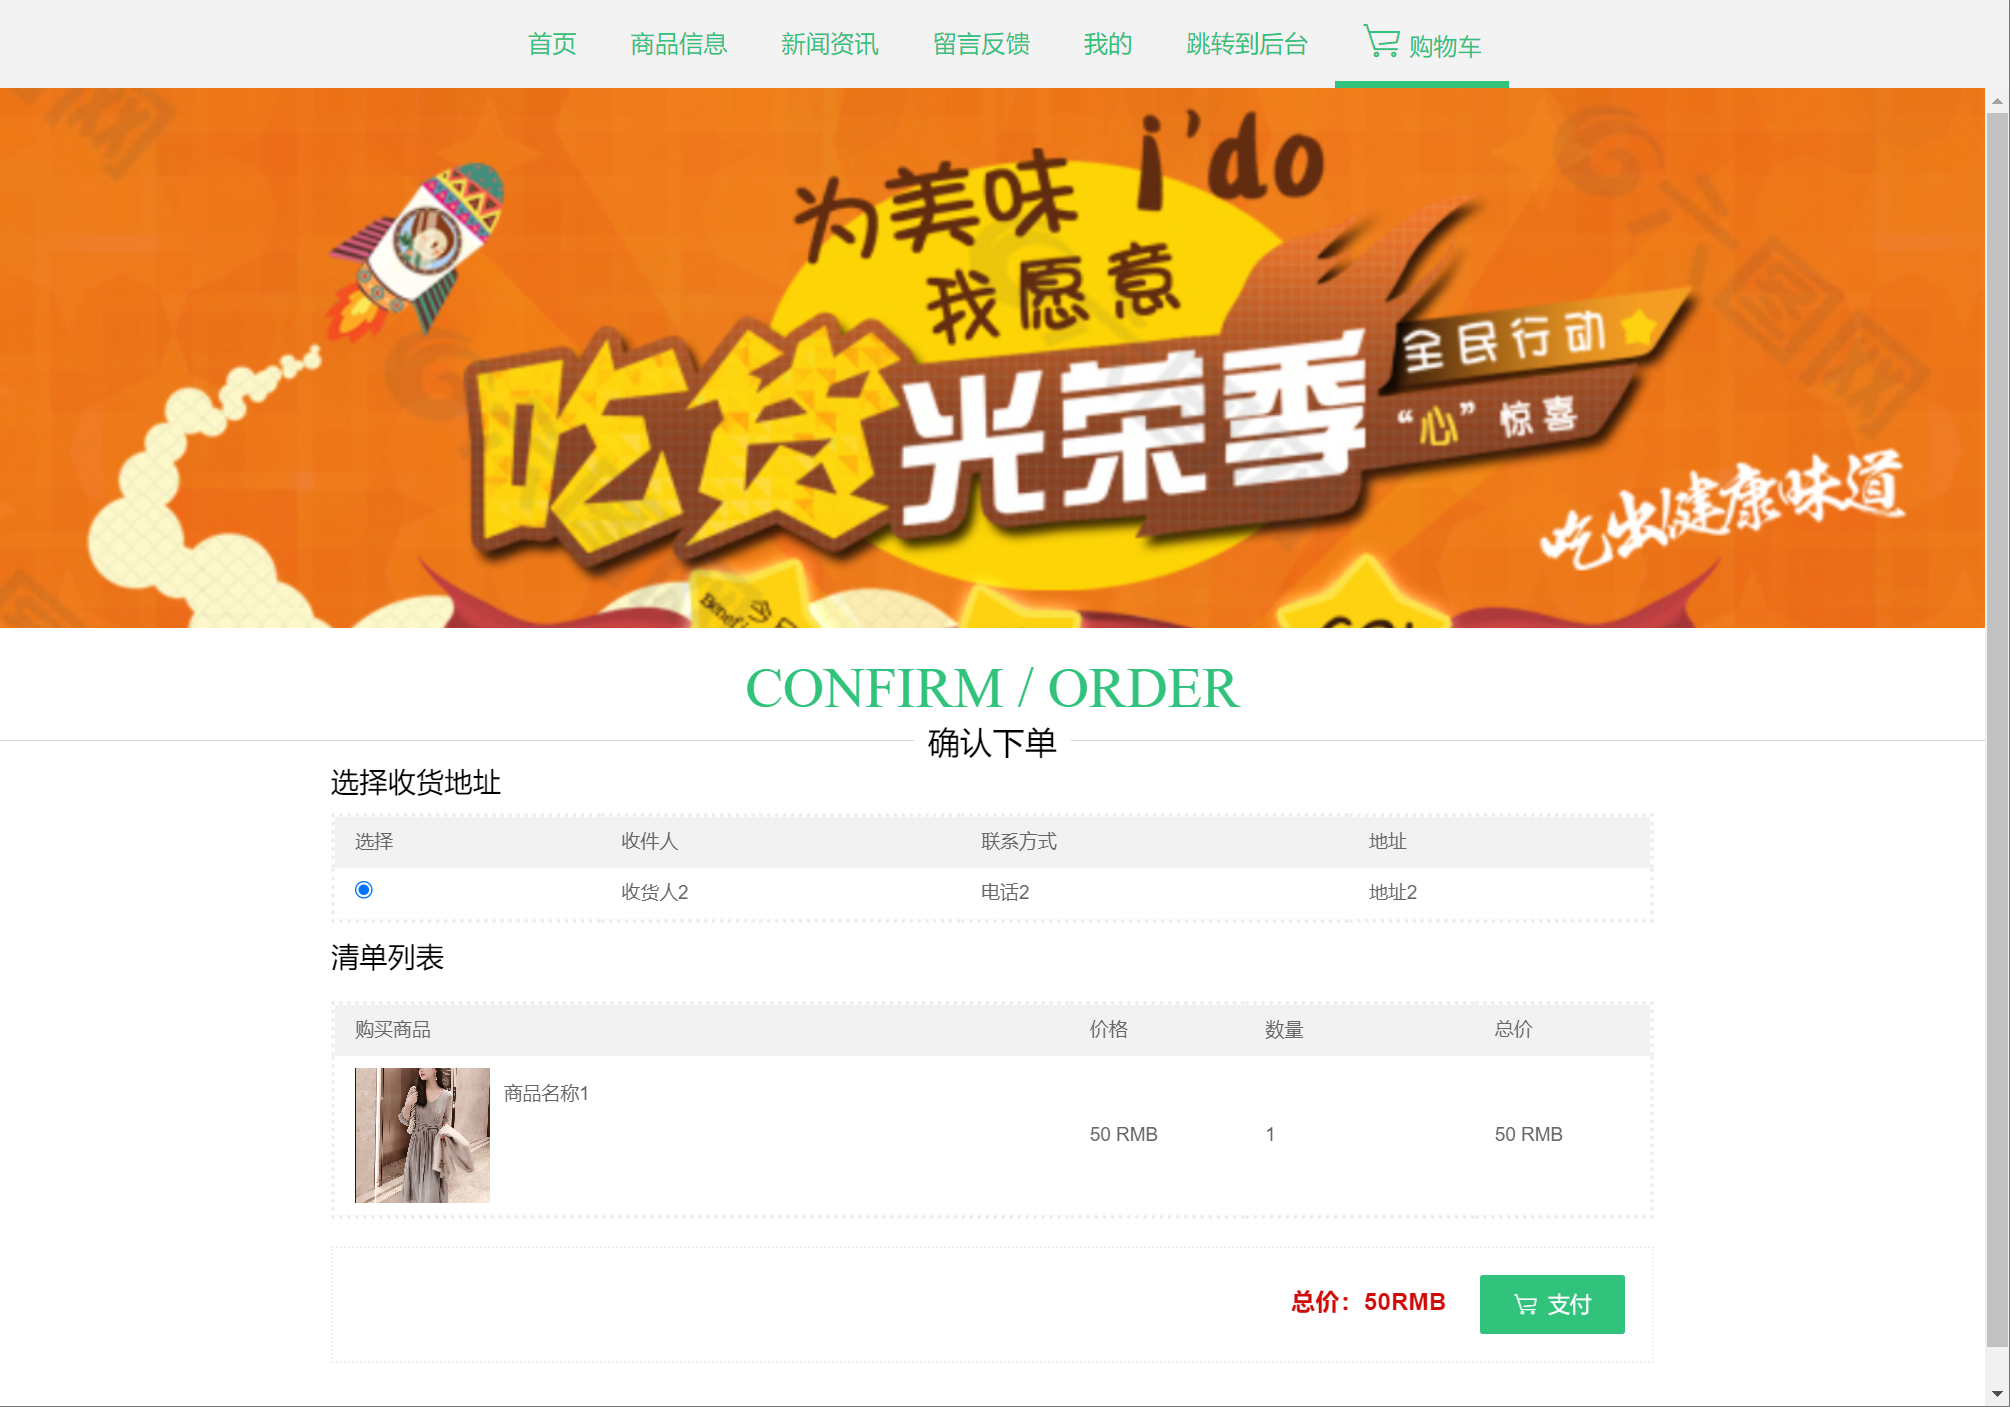 首页 商品信息 新闻资讯 留言反馈 我的 跳转到后台 购物车
为美味 i'do
我愿意
吃货光荣季
全民行动
“心”惊喜
吃出健康味道
CONFIRM / ORDER
确认下单
选择收货地址
选择 收件人 联系方式 地址
收货人2 电话2 地址2
清单列表
购买商品 价格 数量 总价
商品名称1
50 RMB 1 50 RMB
总价：50RMB 支付